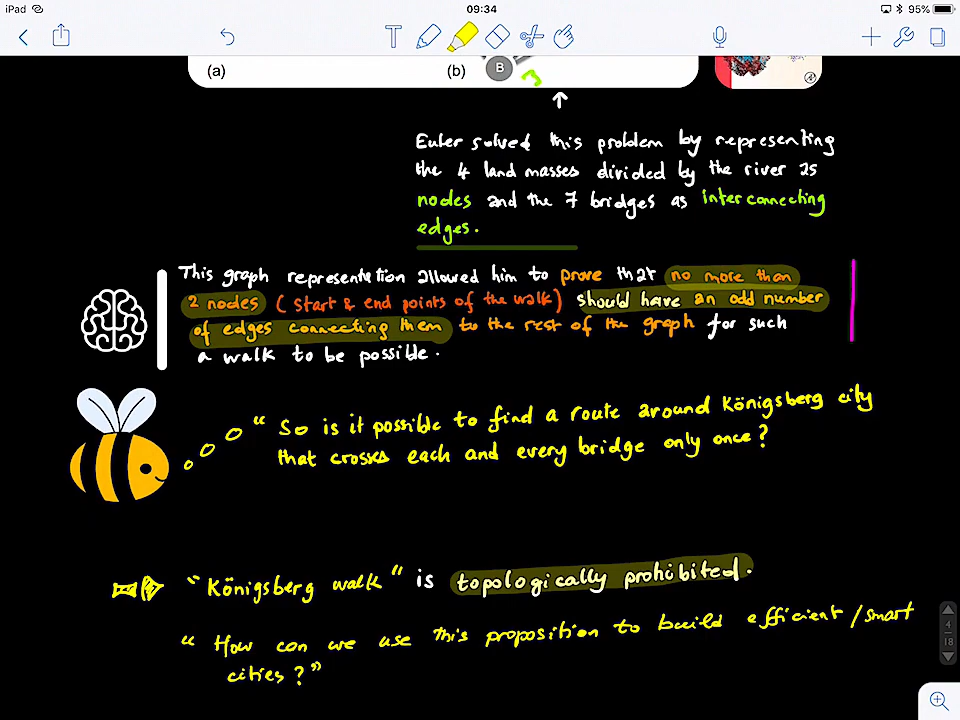 iPad
09:34
95%
(a)
(b)
B
Euler solved this problem by representing
the 4 land masses divided by the river as
nodes and the 7 bridges as interconnecting
edges.
This graph representation allowed him to prove that no more than
2 nodes (start & end points of the walk) should have an odd number
of edges connecting them to the rest of the graph for such
a walk to be possible.
"So is it possible to find a route around Königsberg city
that crosses each and every bridge only once?
"Königsberg walk" is topologically prohibited.
"How can we use this proposition to build efficient/smart
cities?"
4
18